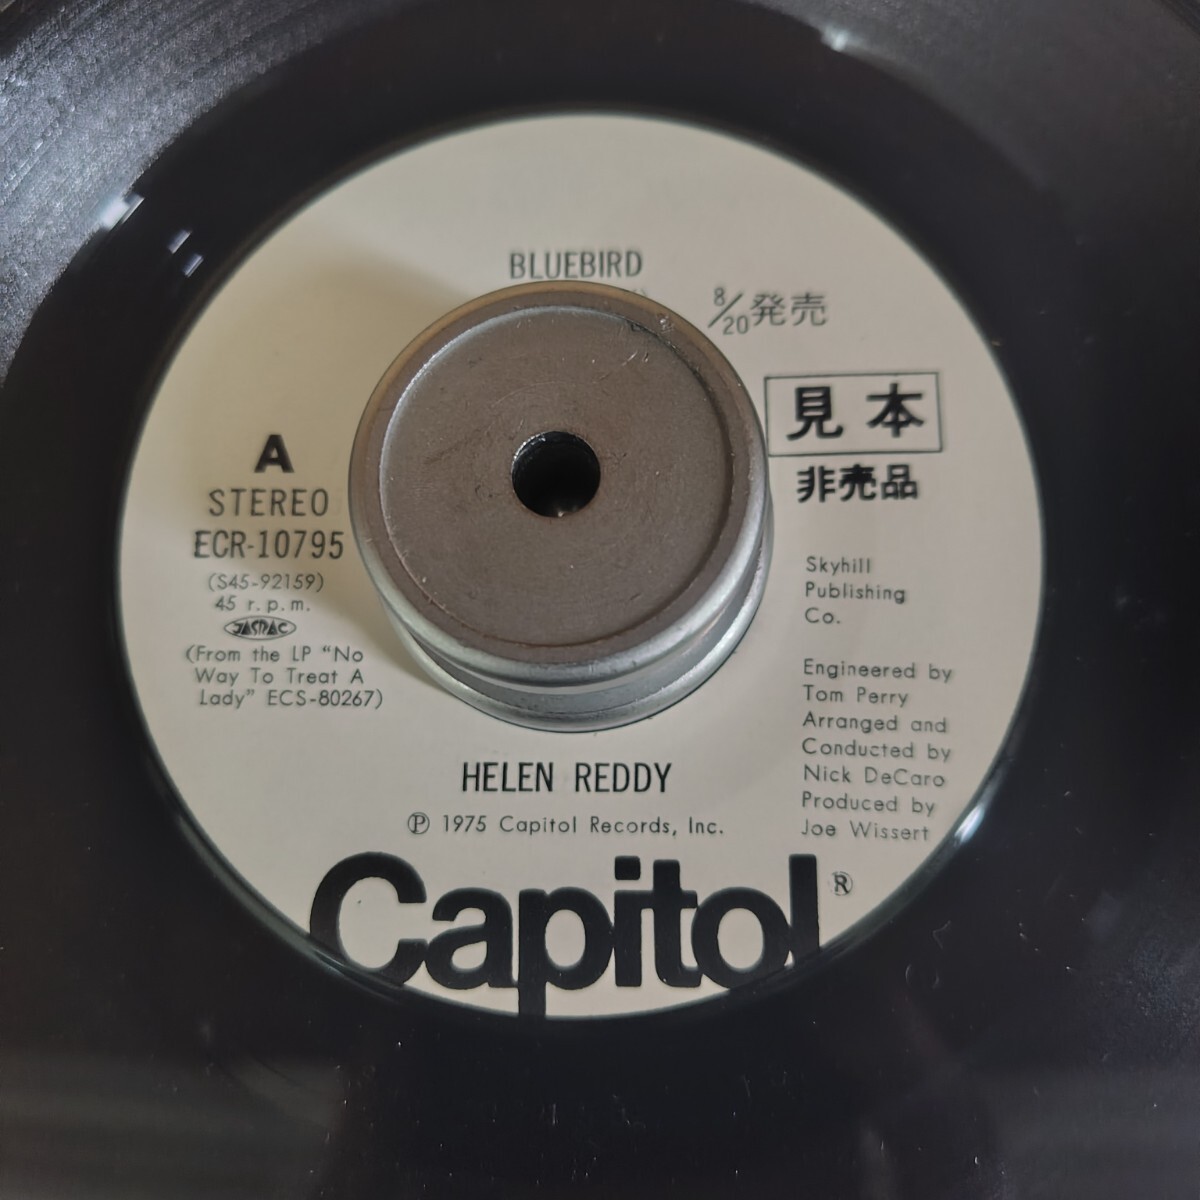 BLUEBIRD
8/20発売
見本
非売品
A
STEREO
ECR-10795
(S45-92159)
45 r.p.m.
JASRAC
(From the LP “No
Way To Treat A
Lady” ECS-80267)
Skyhill
Publishing
Co.
Engineered by
Tom Perry
Arranged and
Conducted by
Nick DeCaro
Produced by
Joe Wissert
HELEN REDDY
Ⓟ 1975 Capitol Records, Inc.
Capitol®